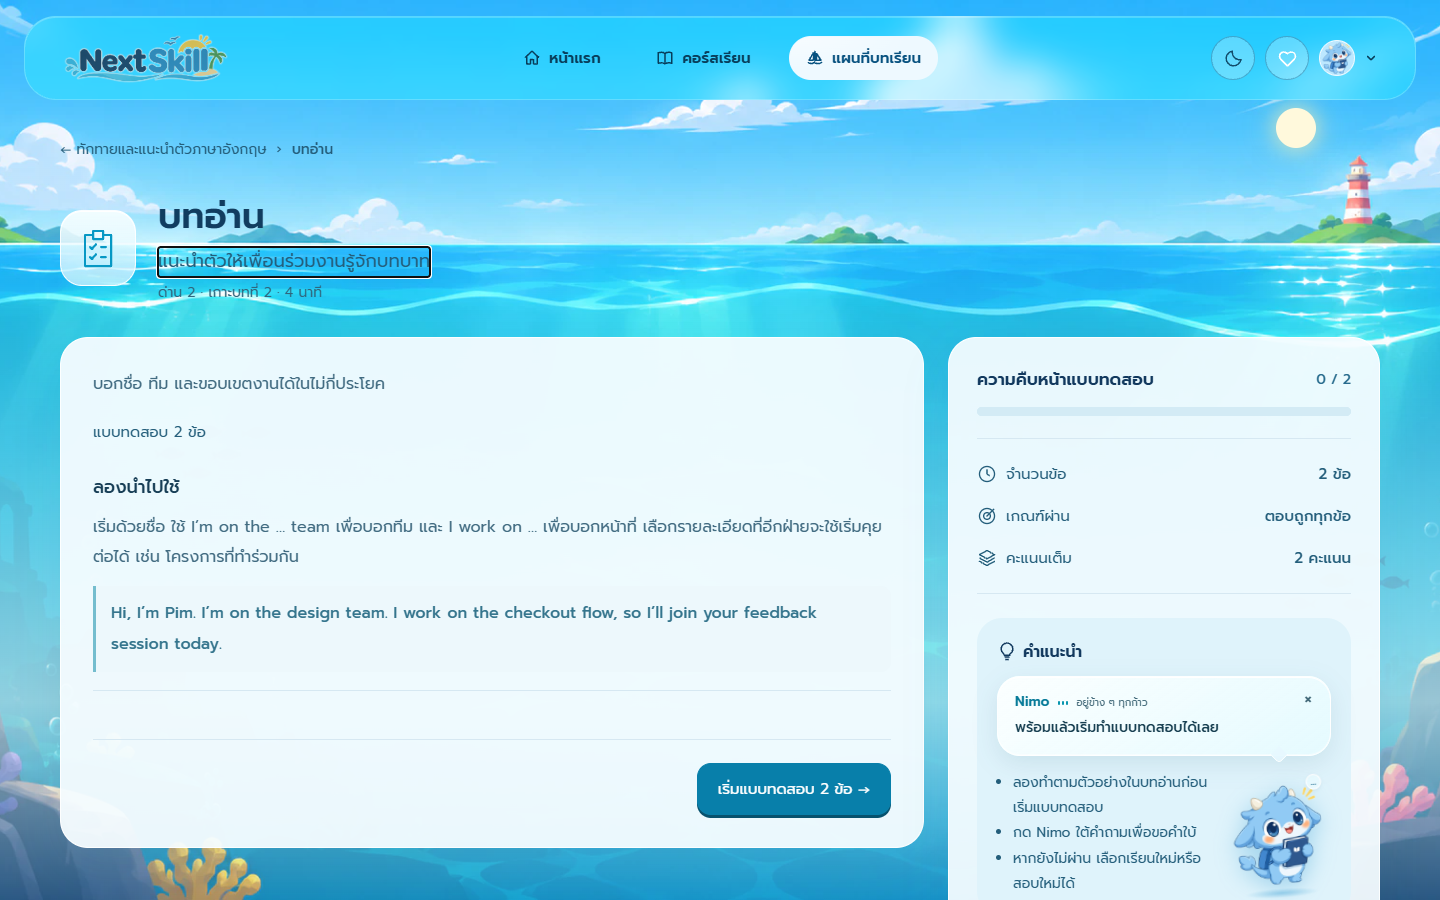 NextSkill
หน้าแรก
คอร์สเรียน
แผนที่บทเรียน
← ทักทายและแนะนำตัวภาษาอังกฤษ › บทอ่าน
บทอ่าน
แนะนำตัวให้เพื่อนร่วมงานรู้จักบทบาท
ด่าน 2 · เกาะบทที่ 2 · 4 นาที
บอกชื่อ ทีม และขอบเขตงานได้ในไม่กี่ประโยค
แบบทดสอบ 2 ข้อ
ลองนำไปใช้
เริ่มด้วยชื่อ ใช้ I’m on the … team เพื่อบอกทีม และ I work on … เพื่อบอกหน้าที่ เลือกรายละเอียดที่อีกฝ่ายจะใช้เริ่มคุย
ต่อได้ เช่น โครงการที่ทำร่วมกัน
Hi, I’m Pim. I’m on the design team. I work on the checkout flow, so I’ll join your feedback
session today.
เริ่มแบบทดสอบ 2 ข้อ →
ความคืบหน้าแบบทดสอบ 0 / 2
จำนวนข้อ 2 ข้อ
เกณฑ์ผ่าน ตอบถูกทุกข้อ
คะแนนเต็ม 2 คะแนน
คำแนะนำ
Nimo อยู่ข้าง ๆ ทุกก้าว ×
พร้อมแล้วเริ่มทำแบบทดสอบได้เลย
• ลองทำตามตัวอย่างในบทอ่านก่อน
เริ่มแบบทดสอบ
• กด Nimo ใต้คำถามเพื่อขอคำใบ้
• หากยังไม่ผ่าน เลือกเรียนใหม่หรือ
สอบใหม่ได้